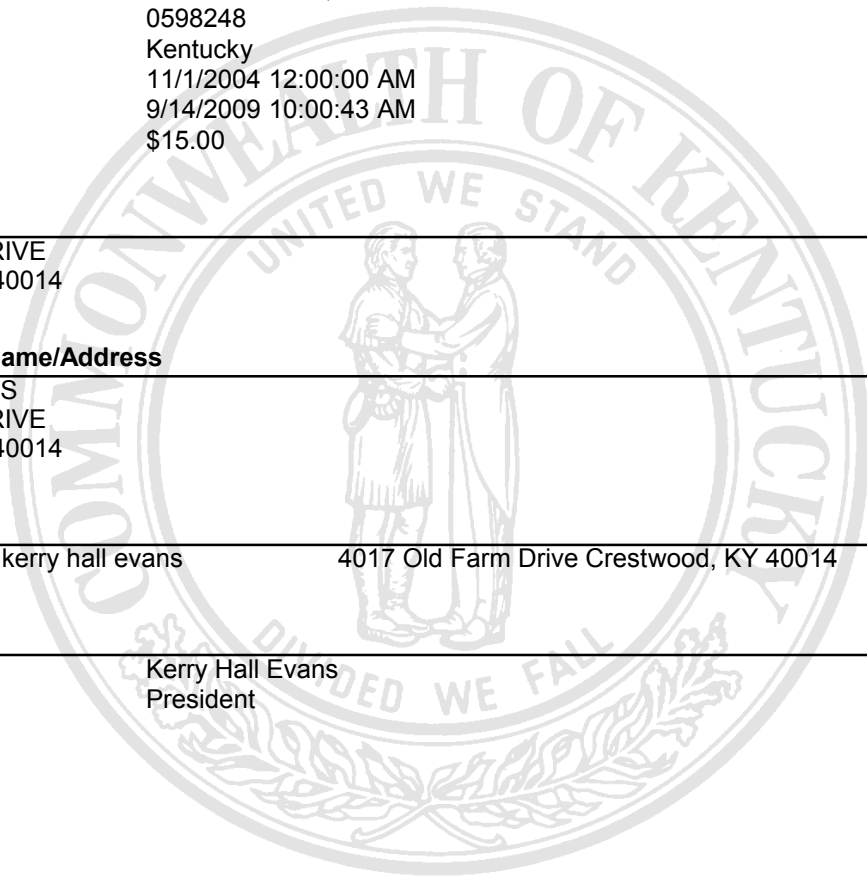 0598248
Kentucky
11/1/2004 12:00:00 AM
9/14/2009 10:00:43 AM
$15.00
COMMONWEALTH OF KENTUCKY
UNITED WE STAND
RIVE
40014
ame/Address
S
RIVE
40014
kerry hall evans 4017 Old Farm Drive Crestwood, KY 40014
DIVIDED WE FALL
Kerry Hall Evans
President